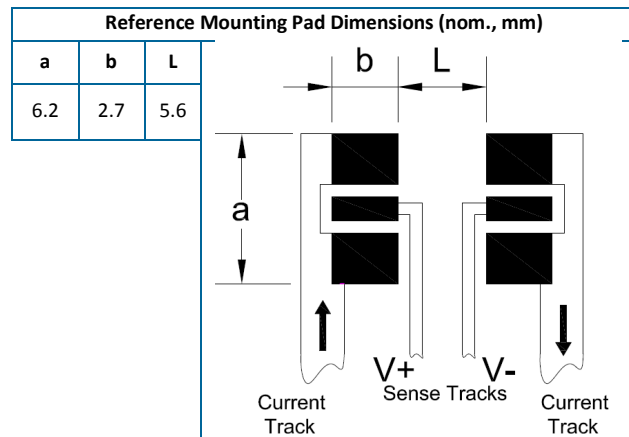 Reference Mounting Pad Dimensions (nom., mm)
a b L
6.2 2.7 5.6
b L
a
V+ V-
Sense Tracks
Current Track
Current Track